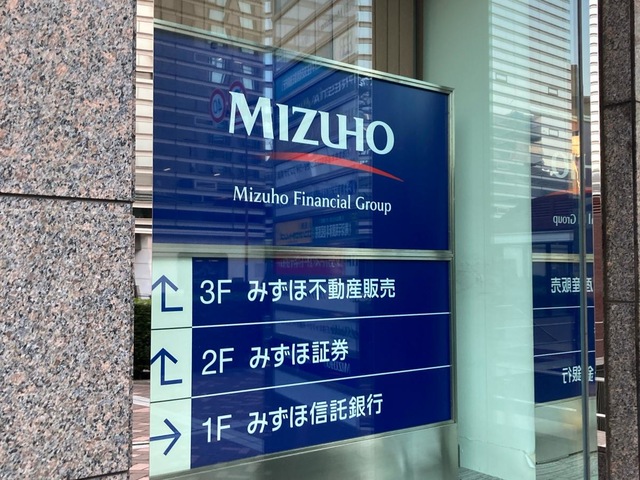 MIZUHO
Mizuho Financial Group
3F みずほ不動産販売
2F みずほ証券
1F みずほ信託銀行